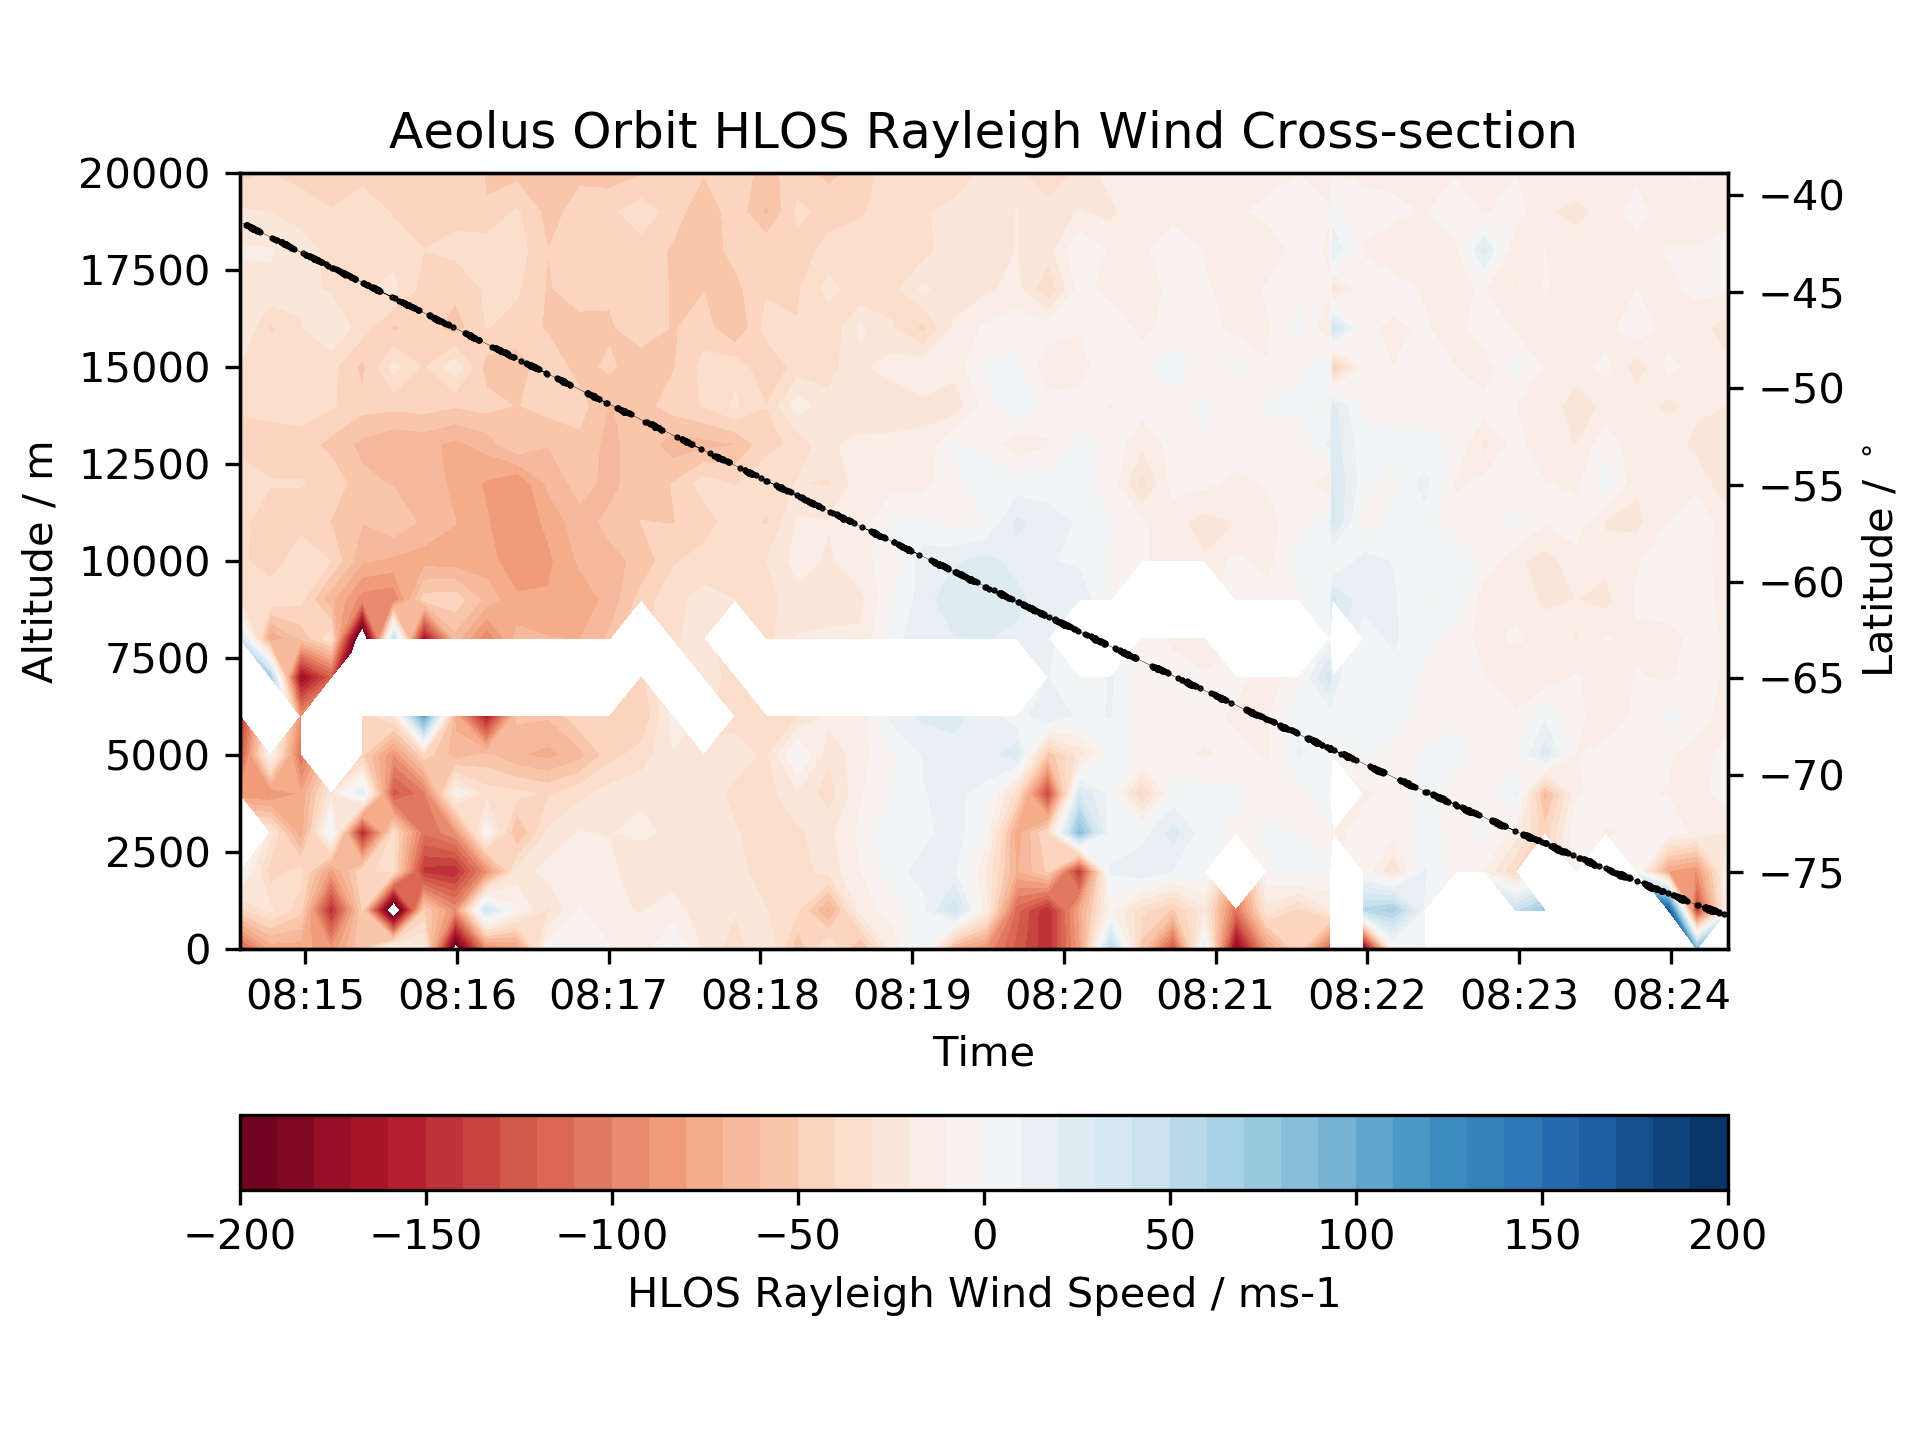 Aeolus Orbit HLOS Rayleigh Wind Cross-section
20000
17500
15000
12500
10000
7500
5000
2500
0
Altitude / m
−40
−45
−50
−55
−60
−65
−70
−75
Latitude / °
08:15 08:16 08:17 08:18 08:19 08:20 08:21 08:22 08:23 08:24
Time
−200 −150 −100 −50 0 50 100 150 200
HLOS Rayleigh Wind Speed / ms-1